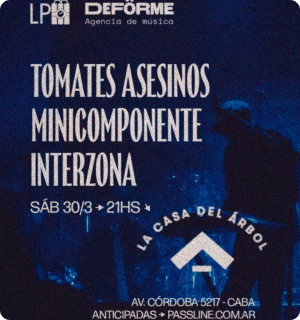 LP
DEFÖRME
Agencia de música
TOMATES ASESINOS
MINICOMPONENTE
INTERZONA
SÁB 30/3 → 21HS ↘
LA CASA DEL ÁRBOL
AV. CÓRDOBA 5217 - CABA
ANTICIPADAS → PASSLINE.COM.AR